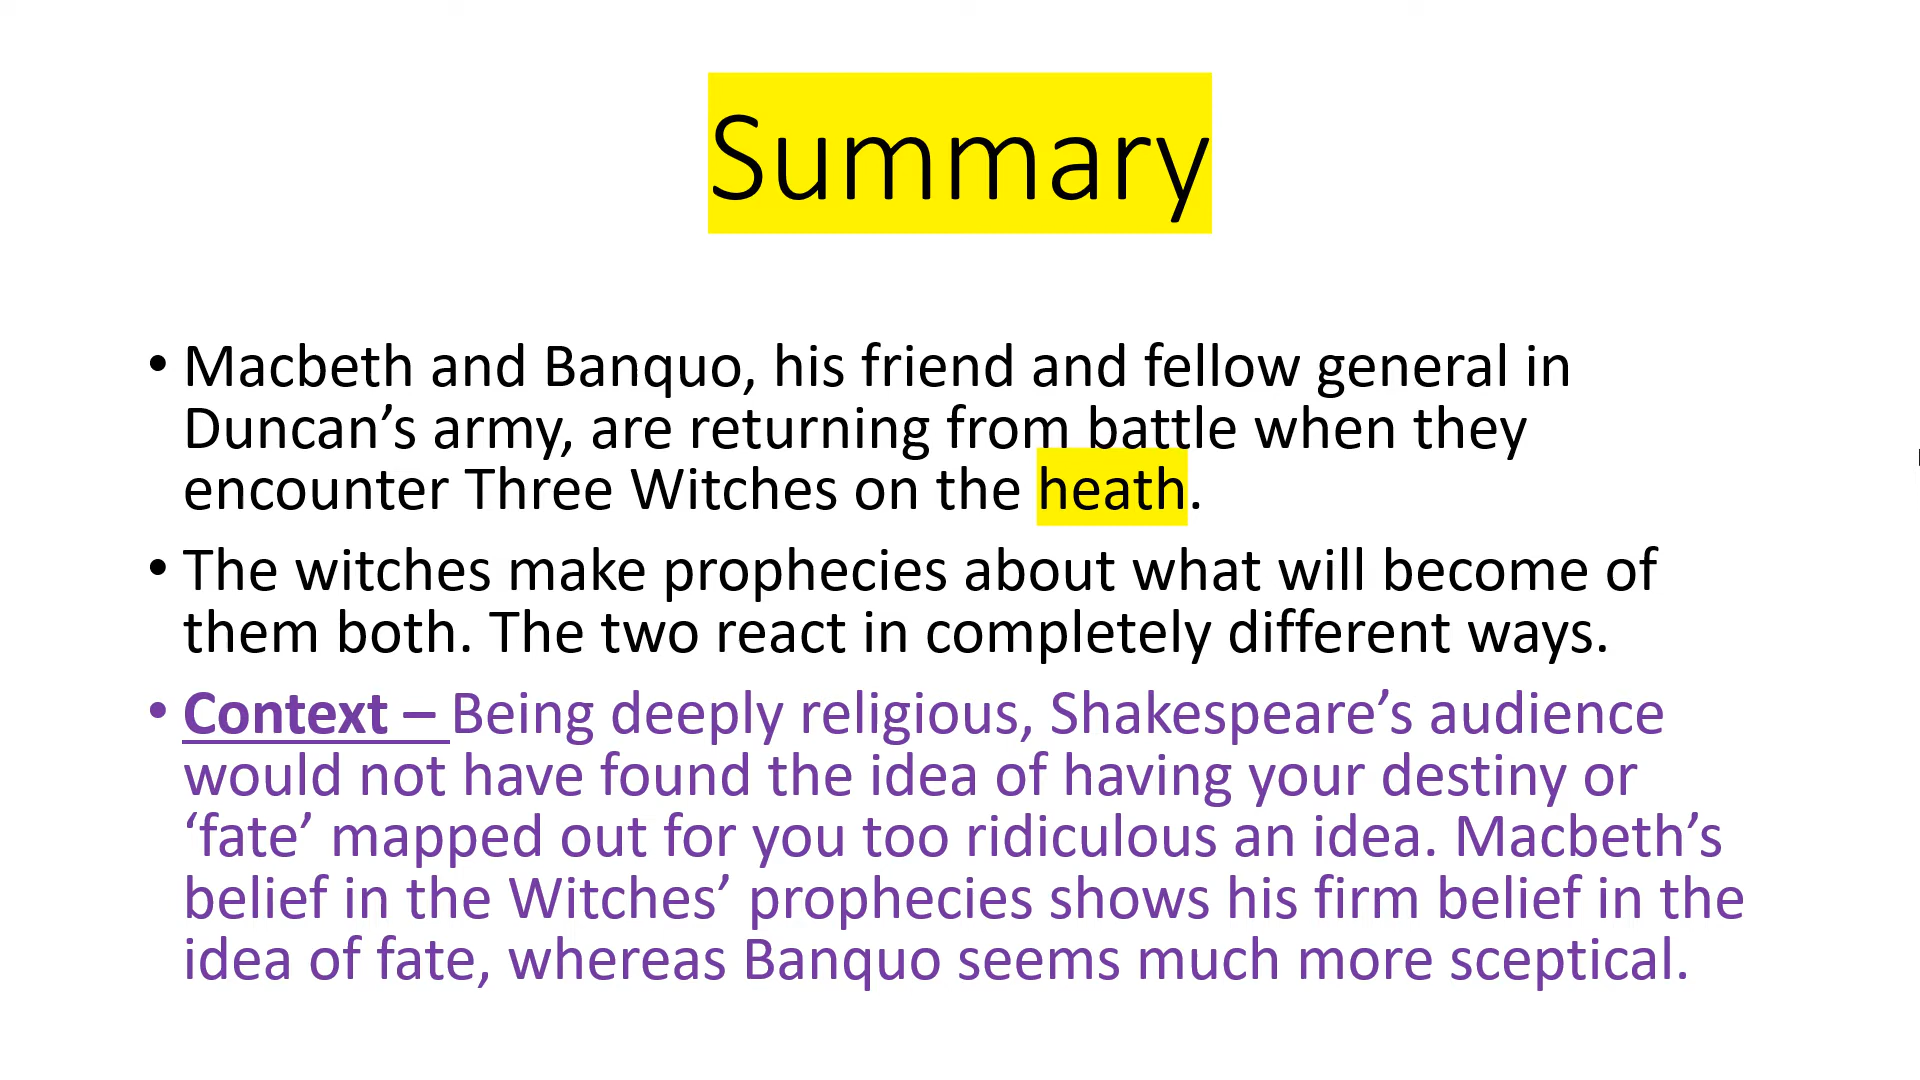 Summary
• Macbeth and Banquo, his friend and fellow general in
Duncan’s army, are returning from battle when they
encounter Three Witches on the heath.
• The witches make prophecies about what will become of
them both. The two react in completely different ways.
• Context – Being deeply religious, Shakespeare’s audience
would not have found the idea of having your destiny or
‘fate’ mapped out for you too ridiculous an idea. Macbeth’s
belief in the Witches’ prophecies shows his firm belief in the
idea of fate, whereas Banquo seems much more sceptical.